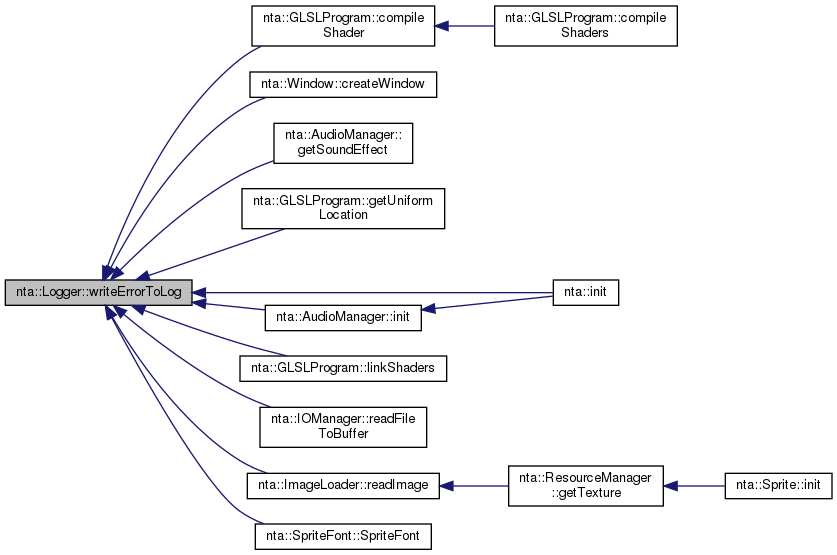 nta::GLSLProgram::compile
Shader
nta::GLSLProgram::compile
Shaders
nta::Window::createWindow
nta::AudioManager::
getSoundEffect
nta::GLSLProgram::getUniform
Location
nta::Logger::writeErrorToLog
nta::init
nta::AudioManager::init
nta::GLSLProgram::linkShaders
nta::IOManager::readFile
ToBuffer
nta::ImageLoader::readImage
nta::ResourceManager
::getTexture
nta::Sprite::init
nta::SpriteFont::SpriteFont